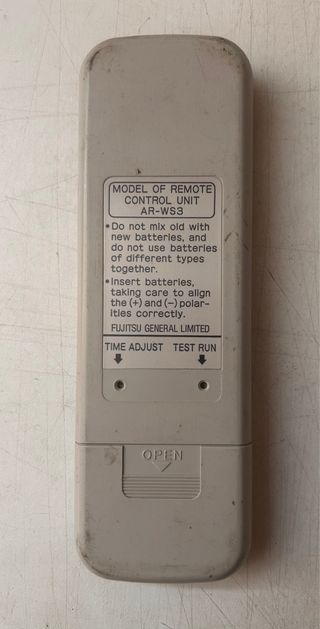 MODEL OF REMOTE
CONTROL UNIT
AR-WS3
•Do not mix old with
new batteries, and
do not use batteries
of different types
together.
•Insert batteries,
taking care to align
the (+) and (−) polar-
ities correctly.
FUJITSU GENERAL LIMITED
TIME ADJUST TEST RUN
OPEN